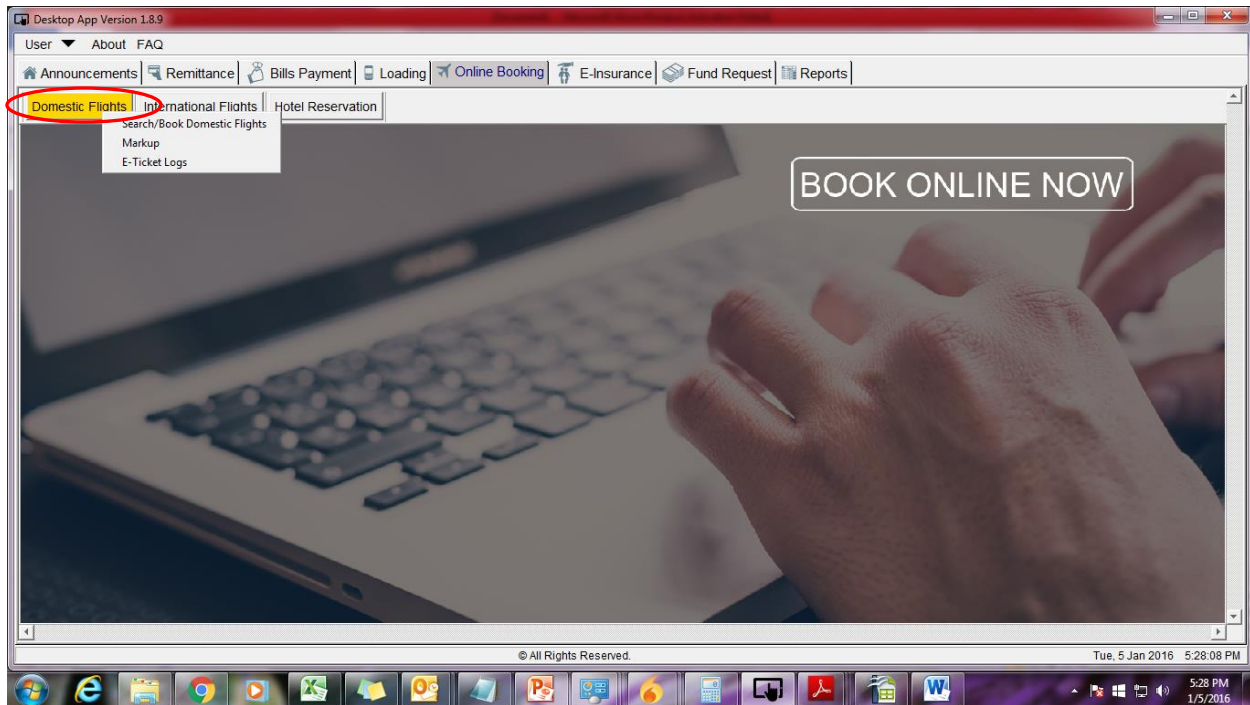 Desktop App Version 1.8.9
User About FAQ
Announcements Remittance Bills Payment Loading Online Booking E-Insurance Fund Request Reports
Domestic Flights International Flights Hotel Reservation
Search/Book Domestic Flights
Markup
E-Ticket Logs
BOOK ONLINE NOW
© All Rights Reserved. Tue, 5 Jan 2016 5:28:08 PM
5:28 PM
1/5/2016